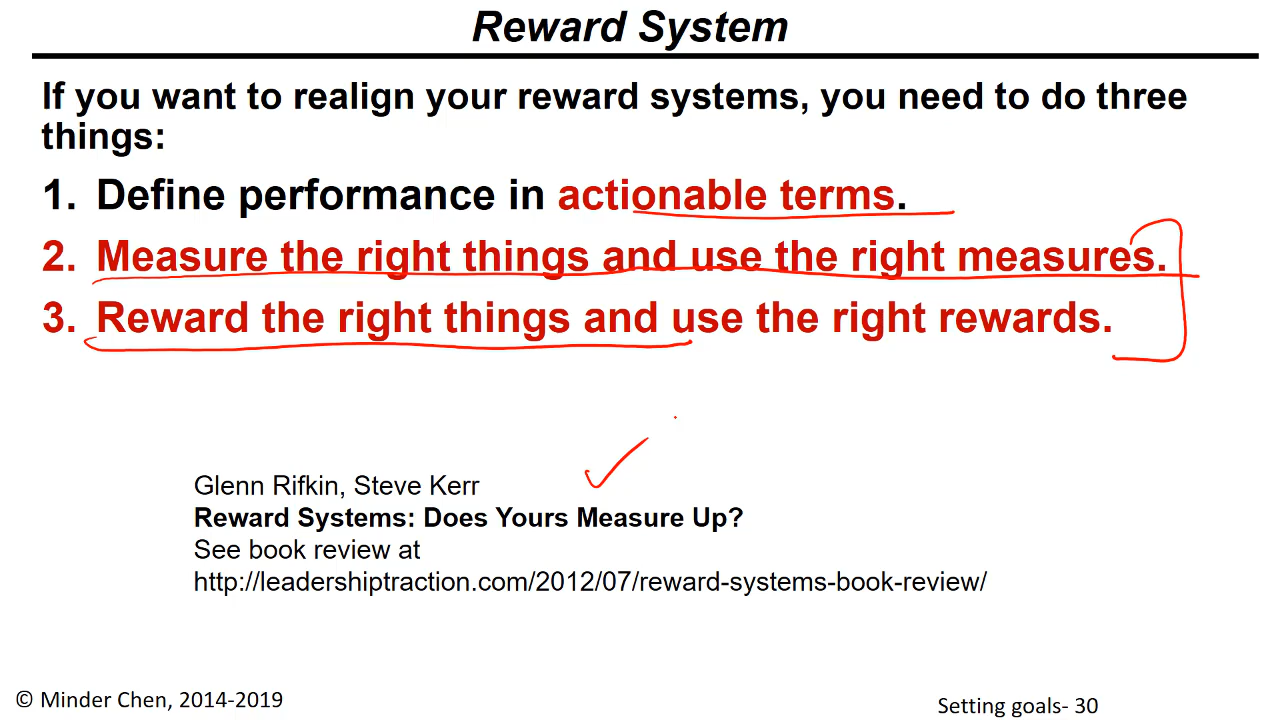 Reward System
If you want to realign your reward systems, you need to do three
things:
1. Define performance in actionable terms.
2. Measure the right things and use the right measures.
3. Reward the right things and use the right rewards.
Glenn Rifkin, Steve Kerr
Reward Systems: Does Yours Measure Up?
See book review at
http://leadershiptraction.com/2012/07/reward-systems-book-review/
© Minder Chen, 2014-2019
Setting goals- 30